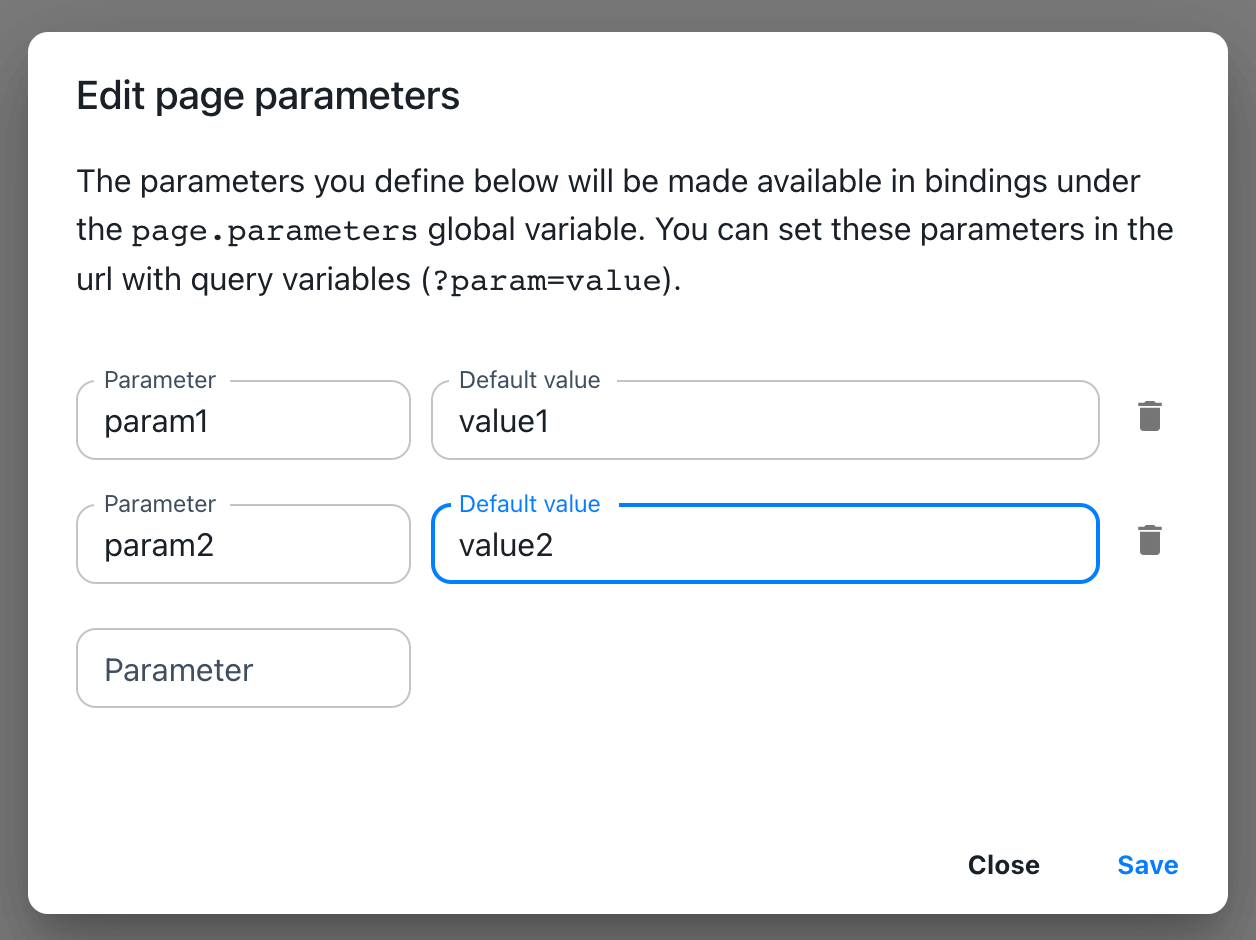 Edit page parameters
The parameters you define below will be made available in bindings under
the page.parameters global variable. You can set these parameters in the
url with query variables (?param=value).
Parameter
Default value
param1
value1
Parameter
Default value
param2
value2
Parameter
Close
Save